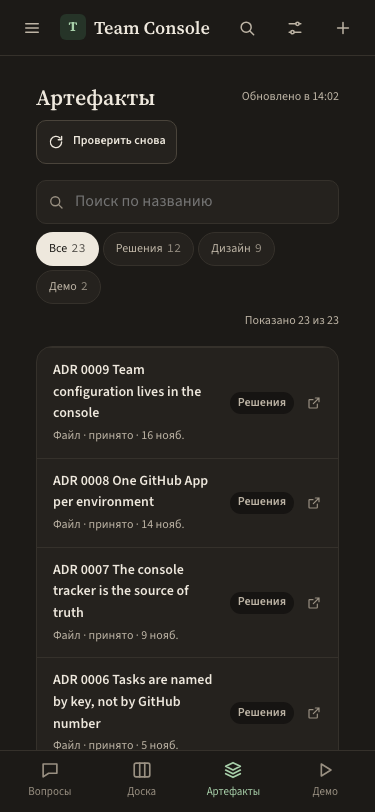 T Team Console
Артефакты
Обновлено в 14:02
Проверить снова
Поиск по названию
Все 23 Решения 12 Дизайн 9
Демо 2
Показано 23 из 23
ADR 0009 Team
configuration lives in the
console
Файл · принято · 16 нояб.
Решения
ADR 0008 One GitHub App
per environment
Файл · принято · 14 нояб.
Решения
ADR 0007 The console
tracker is the source of
truth
Файл · принято · 9 нояб.
Решения
ADR 0006 Tasks are named
by key, not by GitHub
number
Файл · принято · 5 нояб.
Решения
Вопросы Доска Артефакты Демо